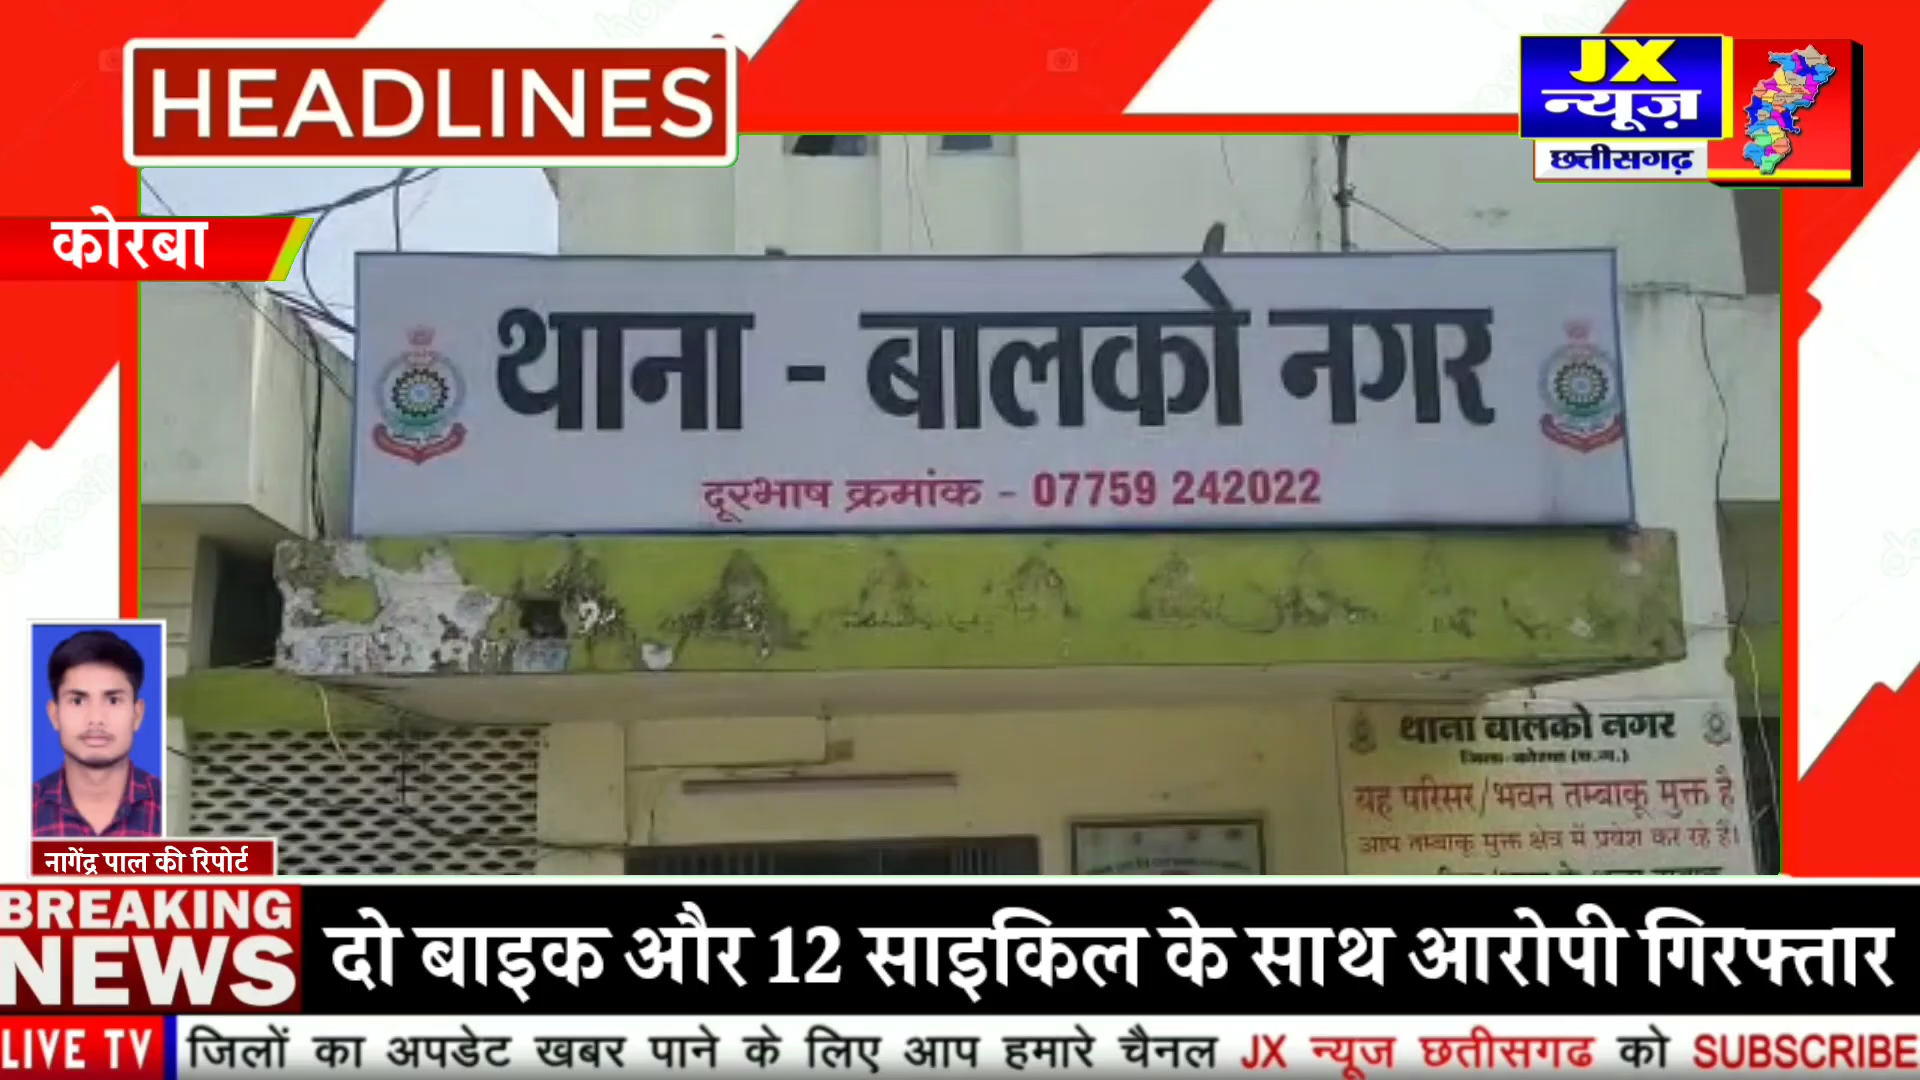 HEADLINES
JX
न्यूज़
छत्तीसगढ़
कोरबा
थाना - बालको नगर
दूरभाष क्रमांक - 07759 242022
थाना बालको नगर
जिला-कोरबा (छ.ग.)
यह परिसर/भवन तम्बाकू मुक्त है
आप तम्बाकू मुक्त क्षेत्र में प्रवेश कर रहे हैं।
नागेंद्र पाल की रिपोर्ट
BREAKING
NEWS
दो बाइक और 12 साइकिल के साथ आरोपी गिरफ्तार
LIVE TV
जिलों का अपडेट खबर पाने के लिए आप हमारे चैनल JX न्यूज छतीसगढ को SUBSCRIBE